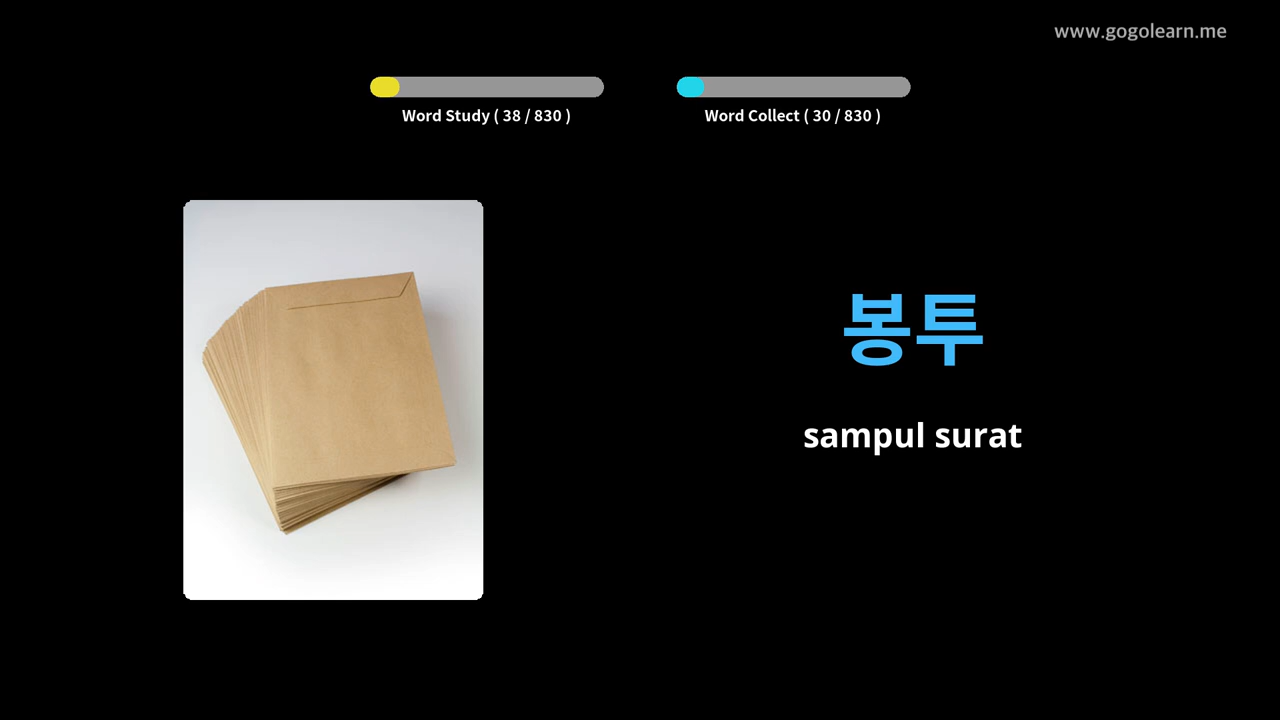 www.gogolearn.me
Word Study ( 38 / 830 )
Word Collect ( 30 / 830 )
봉투
sampul surat